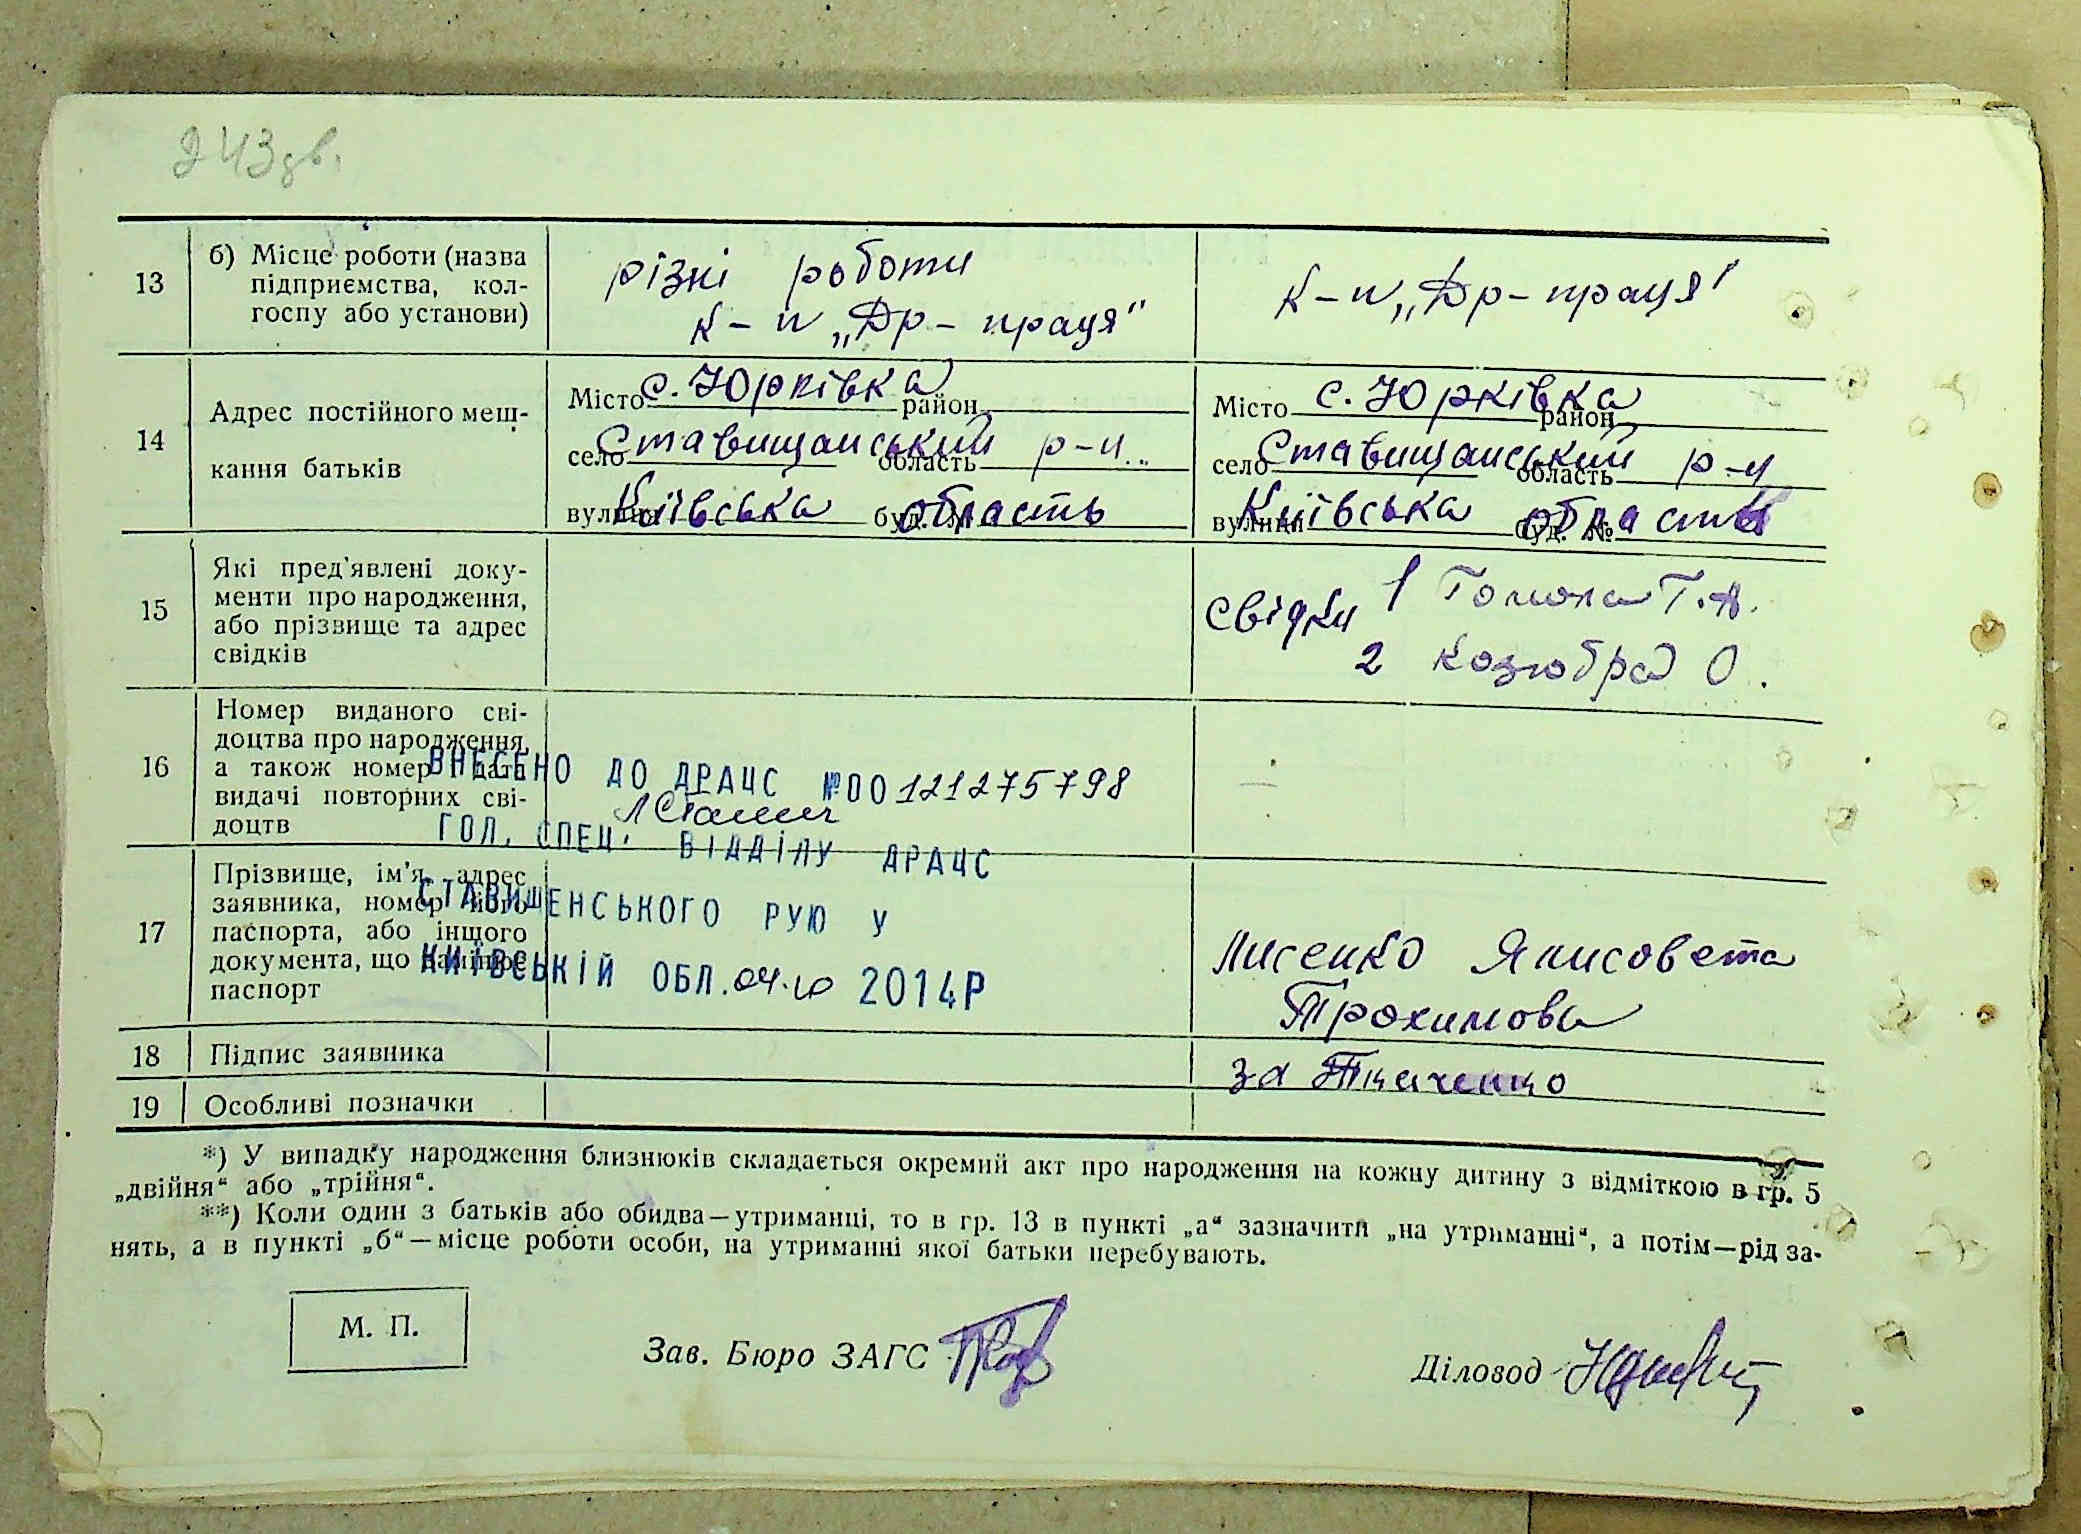 243зв.
13
б) Місце роботи (назва
підприємства, кол-
госпу або установи)
різні роботи
к-п „Др-праця"
к-п „Др-праця"
14
Адрес постійного меш-
кання батьків
Місто с. Юрківка район
село Ставищанський область р-н
вулиця Київська буд. № область
Місто с. Юрківка район
село Ставищанський область р-н
вулиця Київська буд. № область
15
Які пред'явлені доку-
менти про народження,
або прізвище та адрес
свідків
свідки 1 Т.А.
2 Козюбра О.
16
Номер виданого сві-
доцтва про народження,
а також номер і дата
видачі повторних сві-
доцтв
ВНЕСЕНО ДО ДРАЦС №00121275798
ГОЛ. СПЕЦ. ВІДДІЛУ ДРАЦС
СТАВИЩЕНСЬКОГО РУЮ У
КИЇВСЬКІЙ ОБЛ. 04.10 2014Р
—
17
Прізвище, ім'я, адрес
заявника, номер його
паспорта, або іншого
документа, що замінює
паспорт
Лисенко Ялисовета
Трохимова
18
Підпис заявника
за Ткаченко
19
Особливі позначки
*) У випадку народження близнюків складається окремий акт про народження на кожну дитину з відміткою в гр. 5
„двійня“ або „трійня“.
**) Коли один з батьків або обидва—утриманці, то в гр. 13 в пункті „а“ зазначити „на утриманні“, а потім—рід за-
нять, а в пункті „б“—місце роботи особи, на утриманні якої батьки перебувають.
М. П.
Зав. Бюро ЗАГС
Діловод